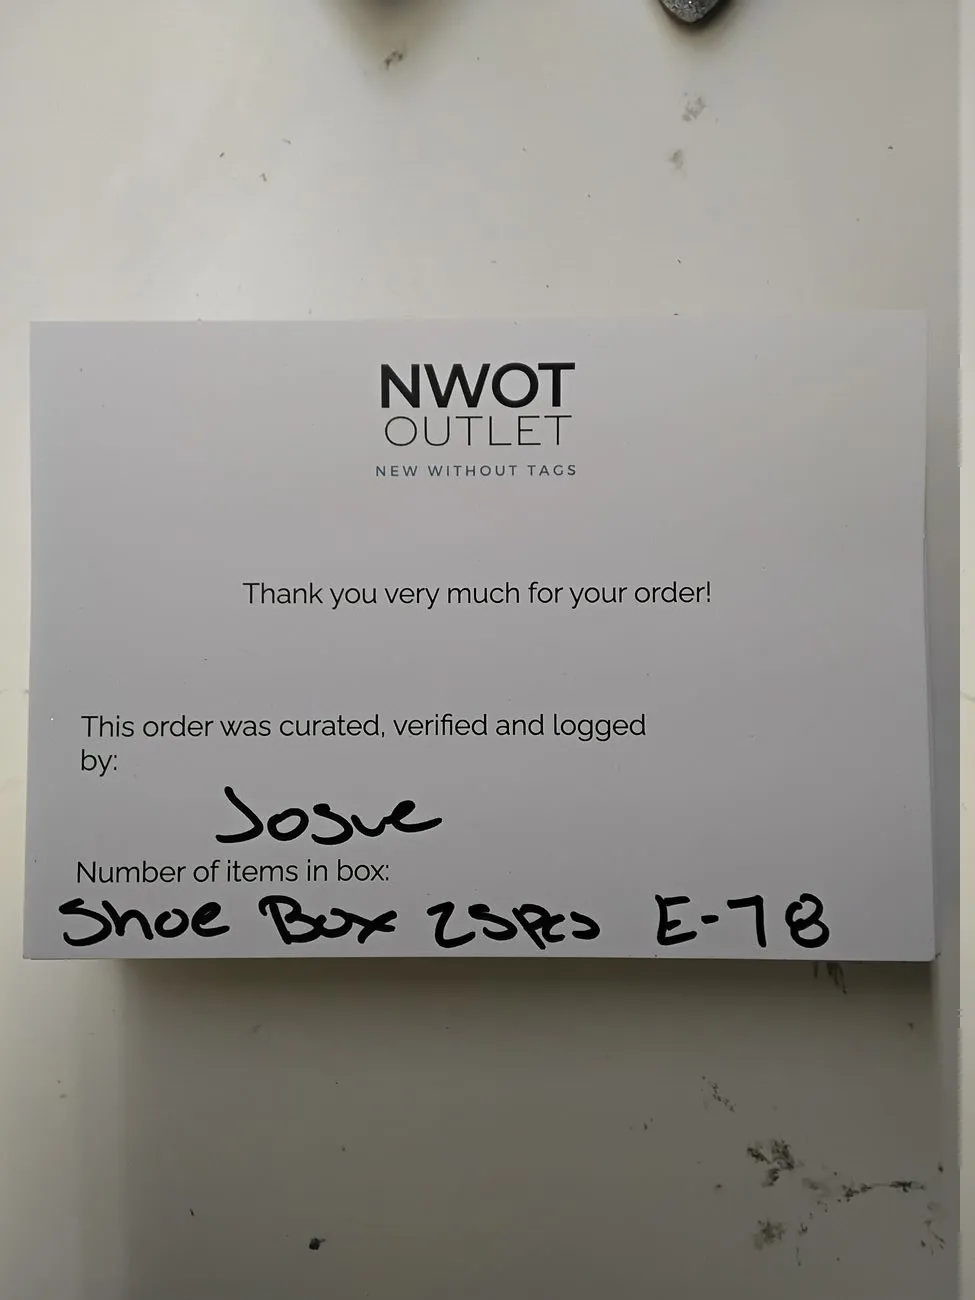 NWOT
OUTLET
NEW WITHOUT TAGS
Thank you very much for your order!
This order was curated, verified and logged
by:
Josue
Number of items in box:
Shoe Box 25pcs E-78